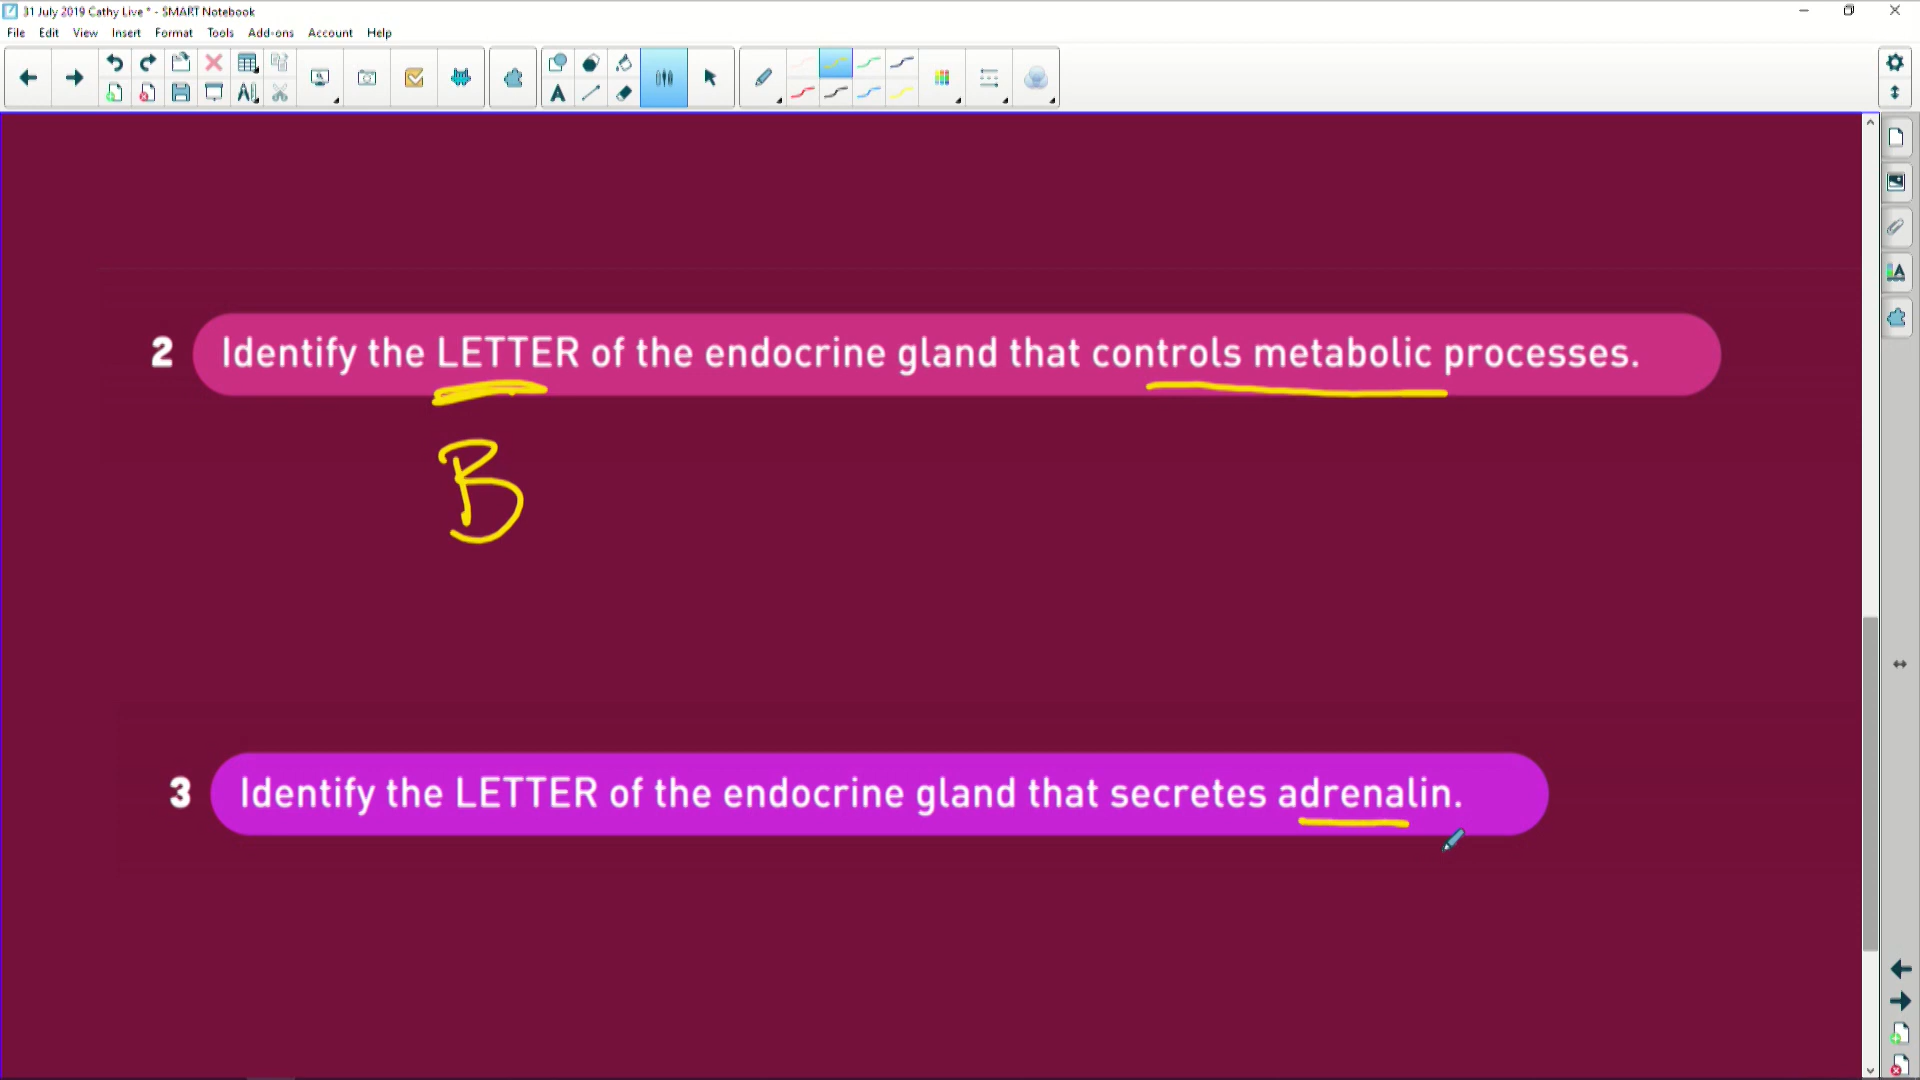 31 July 2019 Cathy Live * - SMART Notebook
File Edit View Insert Format Tools Add-ons Account Help
2 Identify the LETTER of the endocrine gland that controls metabolic processes.
B
3 Identify the LETTER of the endocrine gland that secretes adrenalin.